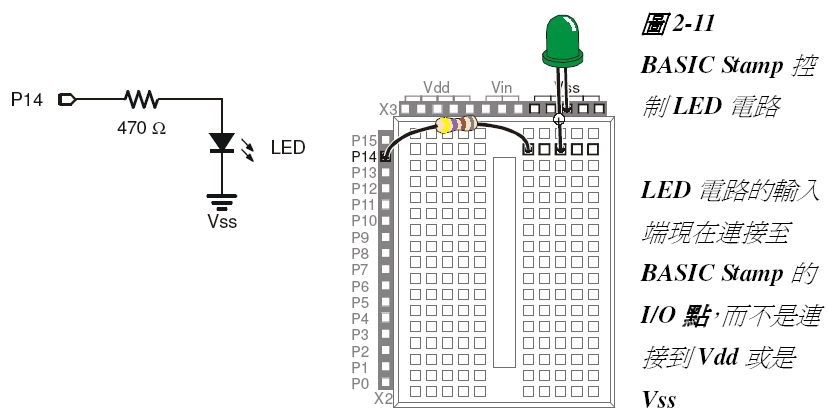 P14
470 Ω
LED
Vss
Vdd
Vin
Vss
X3
P15
P14
P13
P12
P11
P10
P9
P8
P7
P6
P5
P4
P3
P2
P1
P0
X2
圖 2-11
BASIC Stamp 控
制 LED 電路
LED 電路的輸入
端現在連接至
BASIC Stamp 的
I/O 點,而不是連
接到 Vdd 或是
Vss